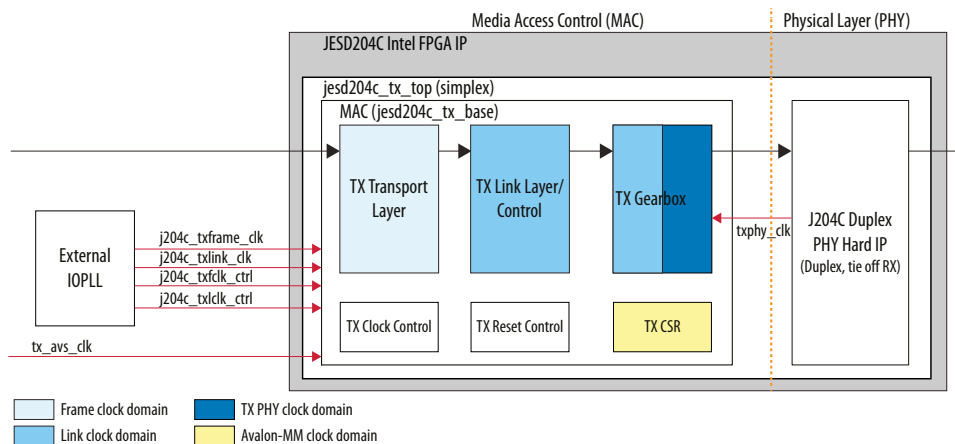 Media Access Control (MAC)
Physical Layer (PHY)
JESD204C Intel FPGA IP
jesd204c_tx_top (simplex)
MAC (jesd204c_tx_base)
TX Transport
Layer
TX Link Layer/
Control
TX Gearbox
txphy_clk
J204C Duplex
PHY Hard IP
(Duplex, tie off RX)
External
IOPLL
j204c_txframe_clk
j204c_txlink_clk
j204c_txfclk_ctrl
j204c_txlclk_ctrl
TX Clock Control
TX Reset Control
TX CSR
tx_avs_clk
Frame clock domain
TX PHY clock domain
Link clock domain
Avalon-MM clock domain